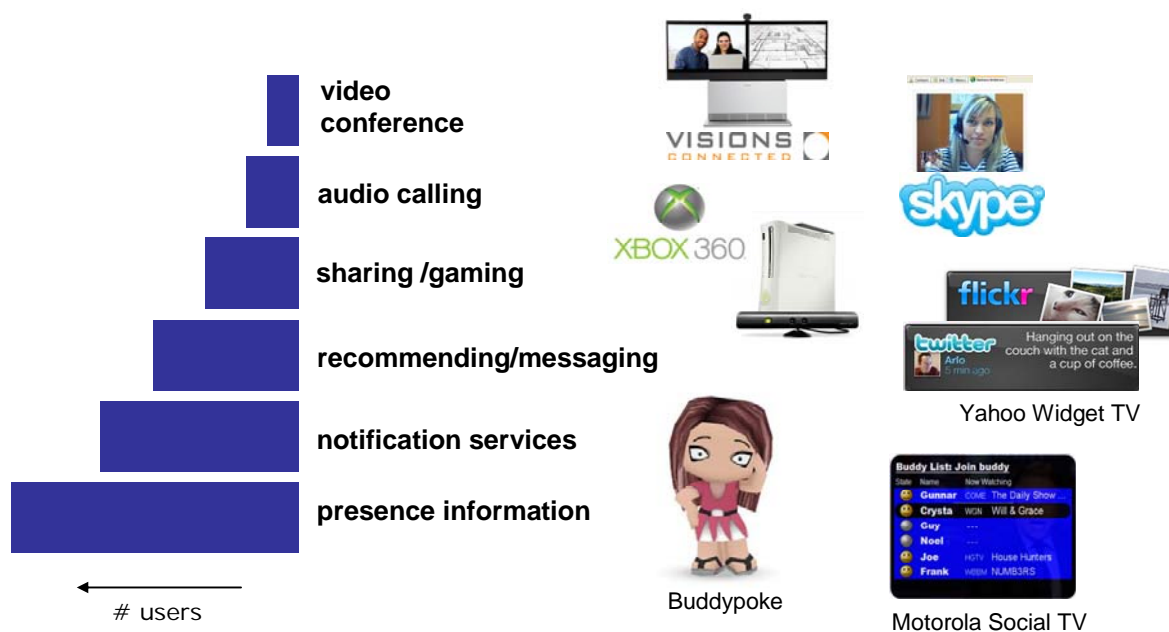 video
conference
audio calling
sharing /gaming
recommending/messaging
notification services
presence information
# users
VISIONS
CONNECTED
skype
XBOX 360
flickr
twitter
Arlo
5 min ago
Hanging out on the
couch with the cat and
a cup of coffee.
Yahoo Widget TV
Buddypoke
Buddy List: Join buddy
State Name Now Watching
Gunnar COME The Daily Show ...
Crysta WGN Will & Grace
Guy ---
Noel ---
Joe HGTV House Hunters
Frank WBBM NUMB3RS
Motorola Social TV